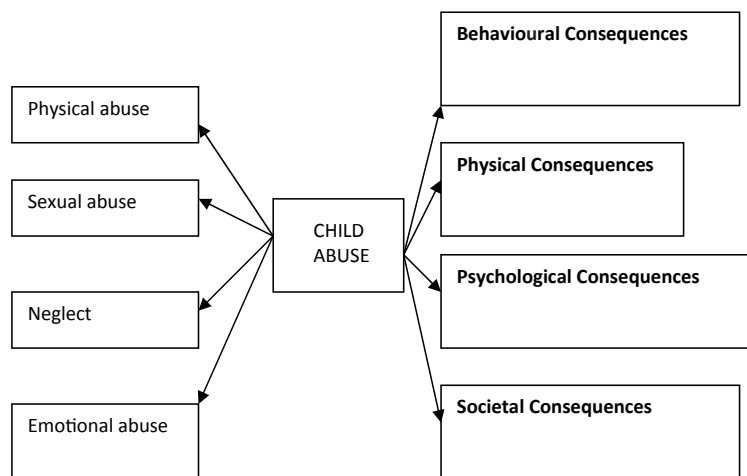 Physical abuse
Sexual abuse
Neglect
Emotional abuse
CHILD
ABUSE
Behavioural Consequences
Physical Consequences
Psychological Consequences
Societal Consequences